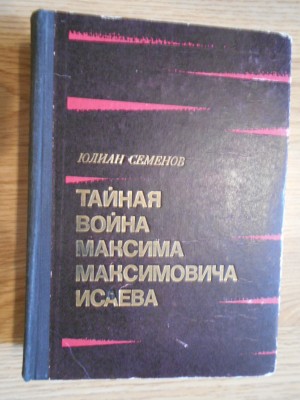 ЮЛИАН СЕМЕНОВ
ТАЙНАЯ
ВОЙНА
МАКСИМА
МАКСИМОВИЧА
ИСАЕВА